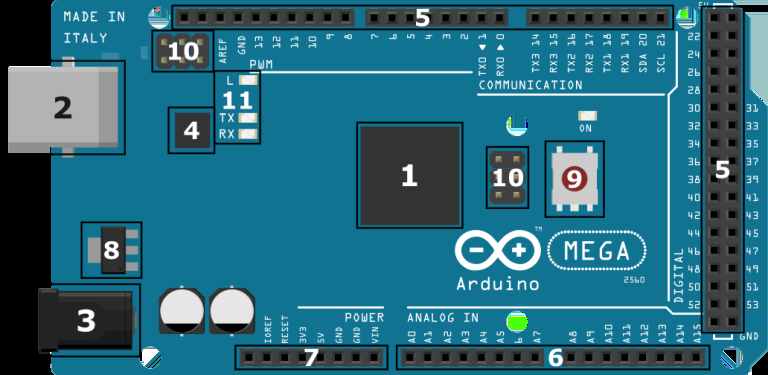 MADE IN
ITALY
5
5V
10
AREF
GND
13
12
11
10
9
8
7
6
5
4
3
2
TX0 ◀ 1
RX0 ▶ 0
TX3 14
RX3 15
TX2 16
RX2 17
TX1 18
RX1 19
SDA 20
SCL 21
PWM
COMMUNICATION
L
11
TX
RX
2
4
1
10
ON
9
22
24
26
28
30
32
34
36
38
40
42
44
46
48
50
52
5
31
33
35
37
39
41
43
45
47
49
51
53
GND
8
™
MEGA
Arduino
2560
DIGITAL
3
POWER
ANALOG IN
IOREF
RESET
3V3
5V
GND
GND
VIN
A0
A1
A2
A3
A4
A5
6
A7
A8
A9
A10
A11
A12
A13
A14
A15
7
6